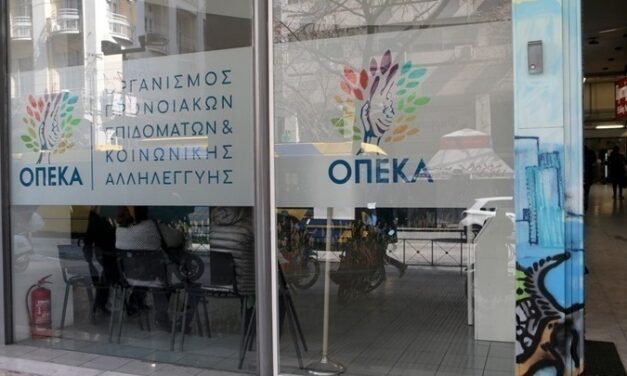 ΟΡΓΑΝΙΣΜΟΣ
ΠΡΟΝΟΙΑΚΩΝ
ΕΠΙΔΟΜΑΤΩΝ &
ΚΟΙΝΩΝΙΚΗΣ
ΑΛΛΗΛΕΓΓΥΗΣ
ΟΠΕΚΑ
ΟΠΕΚΑ